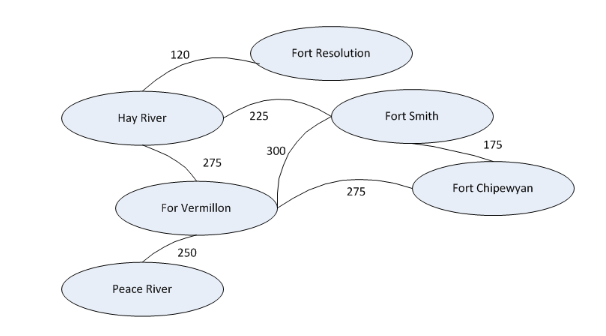 120
Fort Resolution
Hay River
225
Fort Smith
300
175
275
Fort Chipewyan
275
For Vermillon
250
Peace River